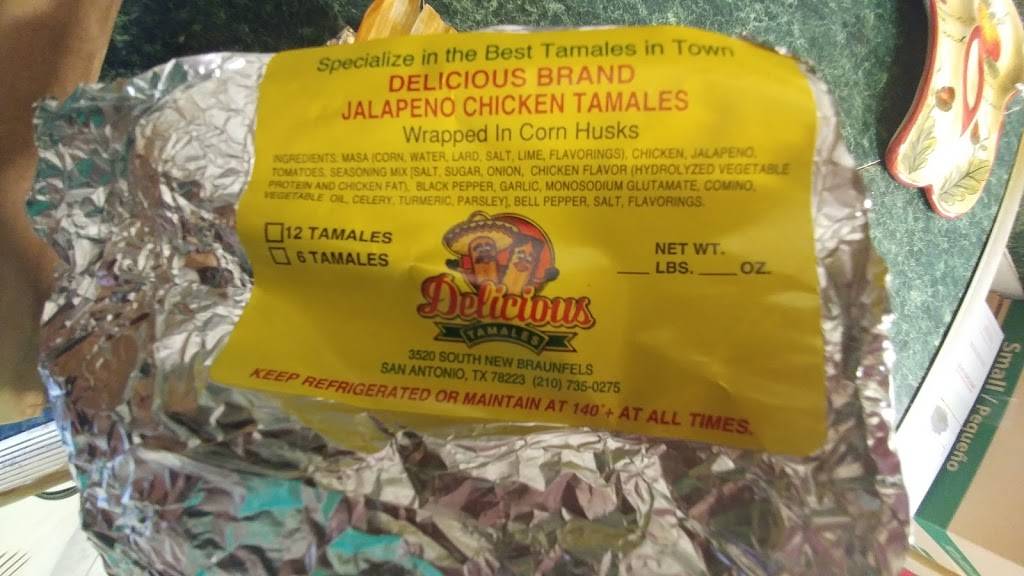 Specialize in the Best Tamales in Town
DELICIOUS BRAND
JALAPENO CHICKEN TAMALES
Wrapped In Corn Husks
INGREDIENTS: MASA (CORN, WATER, LARD, SALT, LIME, FLAVORINGS), CHICKEN, JALAPENO,
TOMATOES, SEASONING MIX [SALT, SUGAR, ONION, CHICKEN FLAVOR (HYDROLYZED VEGETABLE
PROTEIN AND CHICKEN FAT), BLACK PEPPER, GARLIC, MONOSODIUM GLUTAMATE, COMINO,
VEGETABLE OIL, CELERY, TURMERIC, PARSLEY], BELL PEPPER, SALT, FLAVORINGS.
12 TAMALES
6 TAMALES
NET WT.
___ LBS. ___ OZ.
Delicious
TAMALES
3520 SOUTH NEW BRAUNFELS
SAN ANTONIO, TX 78223 (210) 735-0275
KEEP REFRIGERATED OR MAINTAIN AT 140°+ AT ALL TIMES.
Small / Pequeño